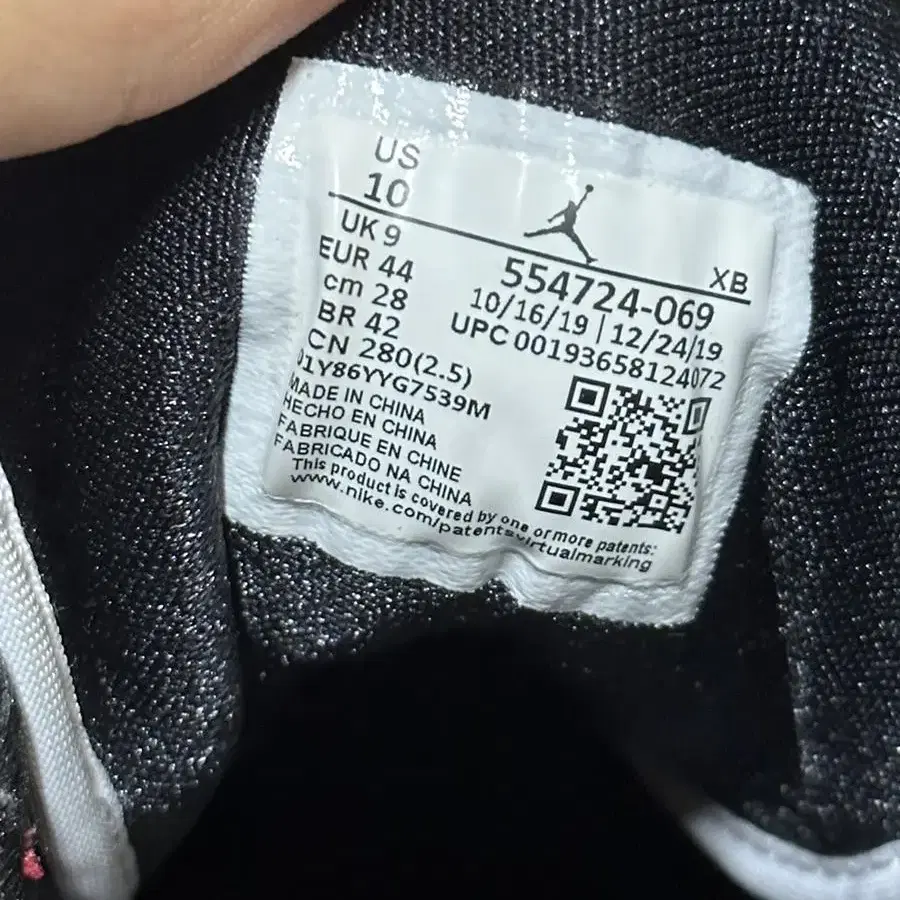 US
10
UK 9
EUR 44
cm 28
BR 42
CN 280(2.5)
01Y86YYG7539M
MADE IN CHINA
HECHO EN CHINA
FABRIQUE EN CHINE
FABRICADO NA CHINA
This product is covered by one or more patents:
www.nike.com/patentsvirtualmarking
XB
554724-069
10/16/19 | 12/24/19
UPC 00193658124072